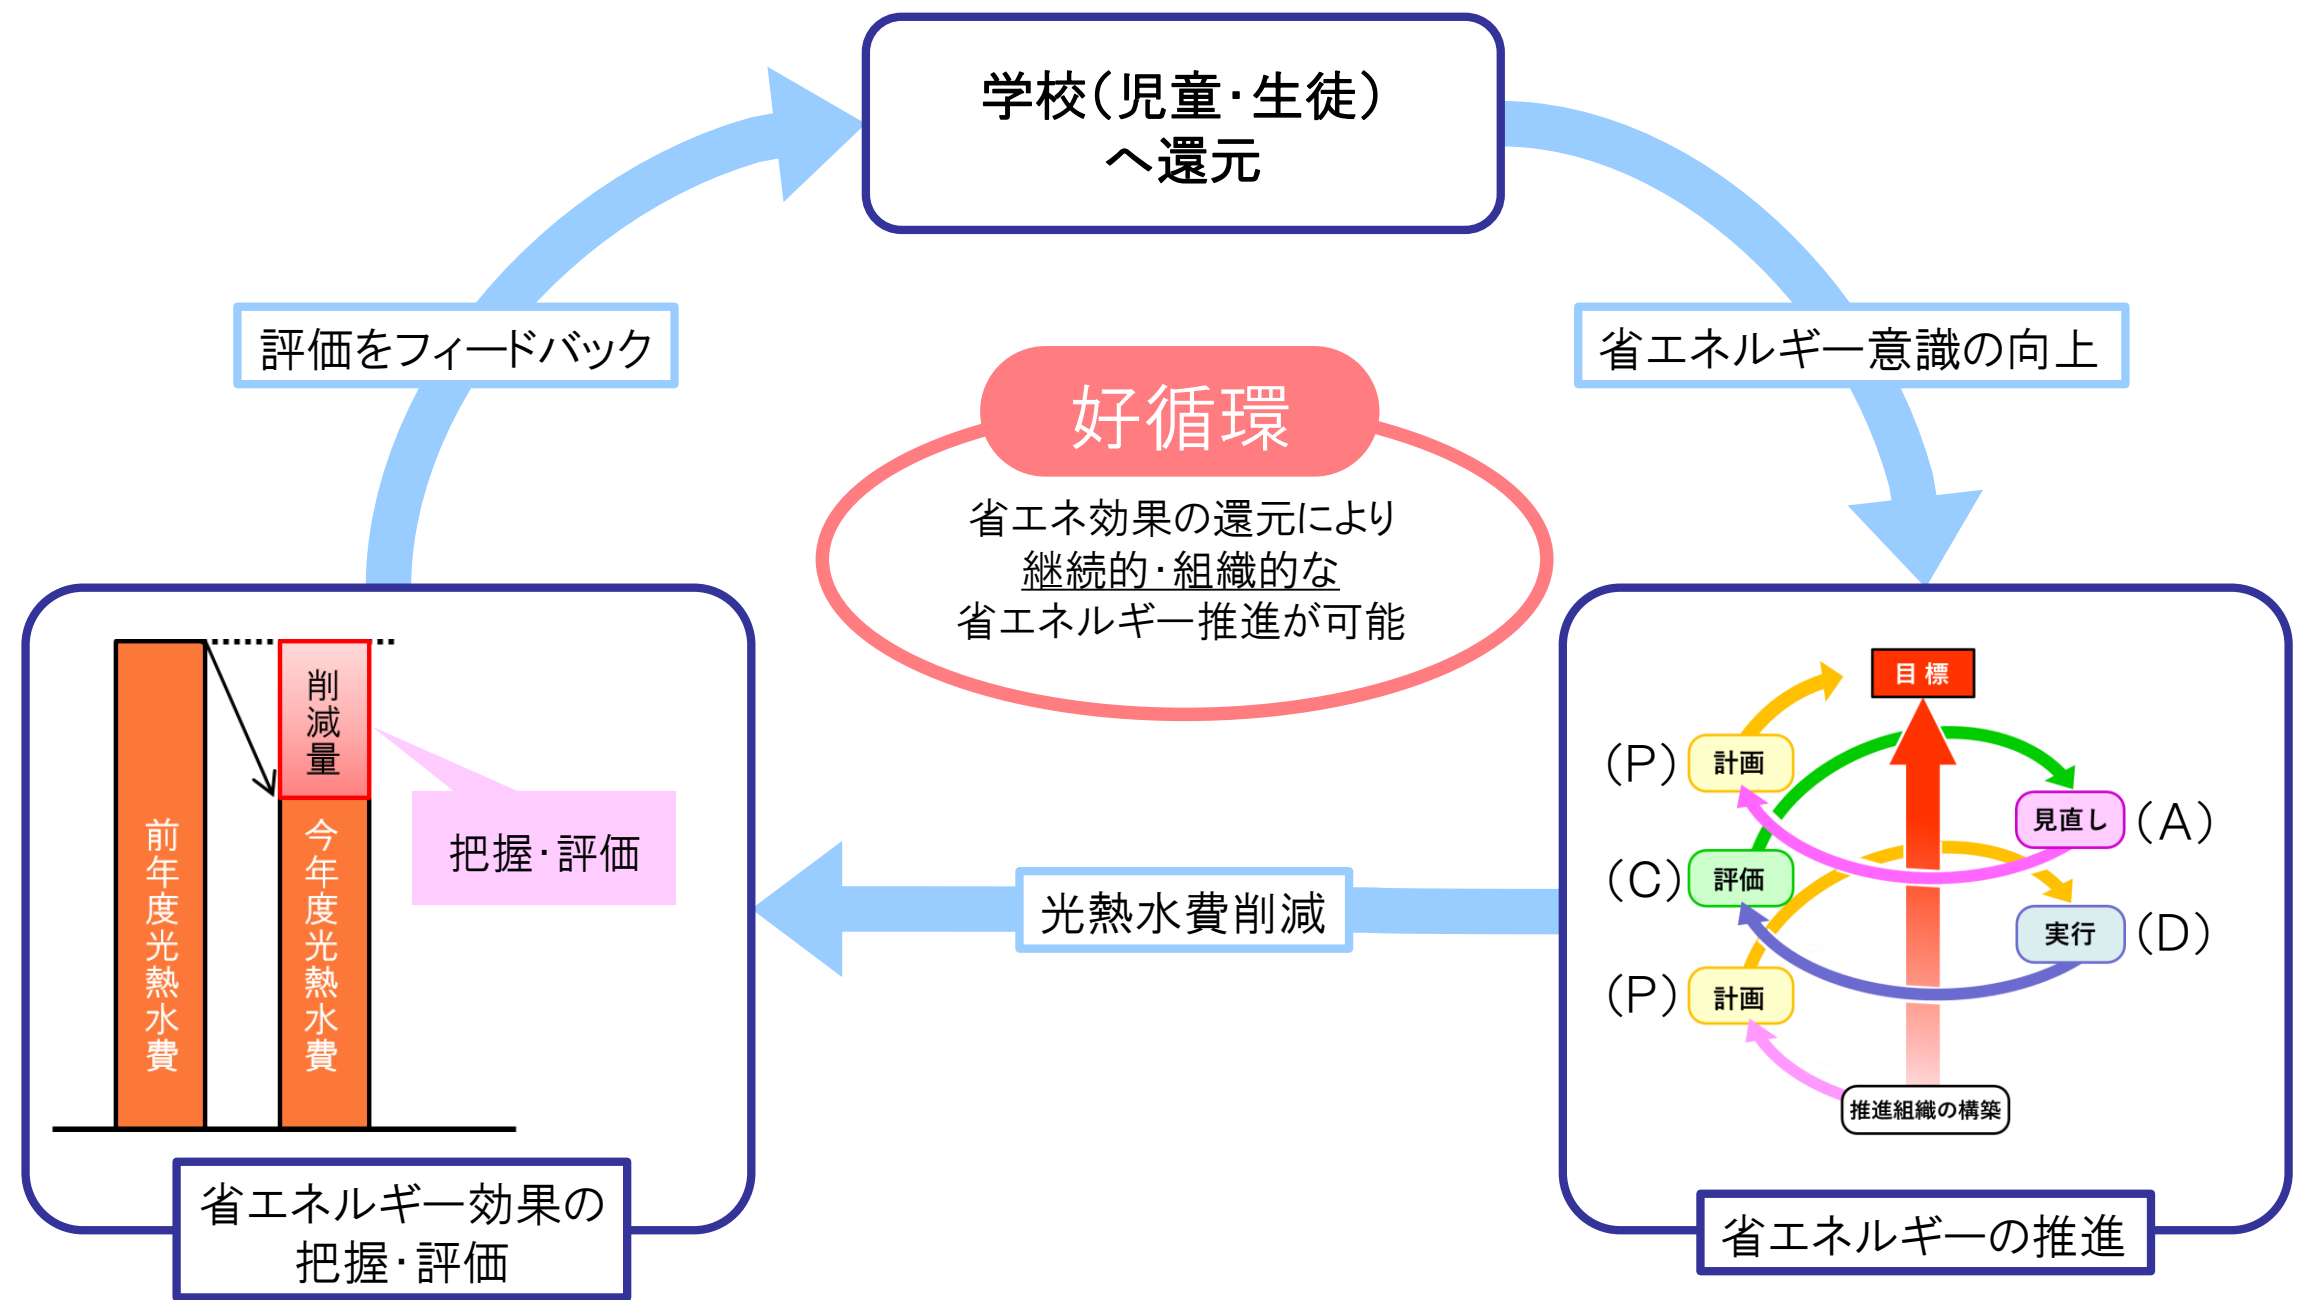 学校（児童・生徒）
へ還元
評価をフィードバック
省エネルギー意識の向上
好循環
省エネ効果の還元により
継続的・組織的な
省エネルギー推進が可能
前年度光熱水費
削減量
今年度光熱水費
把握・評価
光熱水費削減
目標
（P）
計画
見直し
（A）
（C）
評価
実行
（D）
（P）
計画
推進組織の構築
省エネルギー効果の
把握・評価
省エネルギーの推進